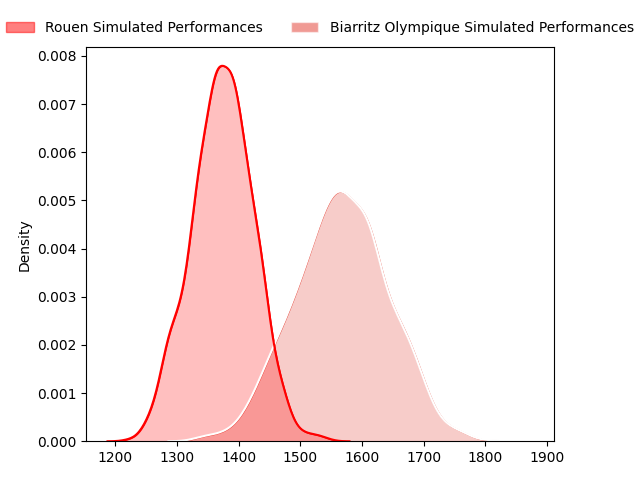 Rouen Simulated Performances
Biarritz Olympique Simulated Performances
0.008
0.007
0.006
0.005
0.004
0.003
0.002
0.001
0.000
Density
1200 1300 1400 1500 1600 1700 1800 1900